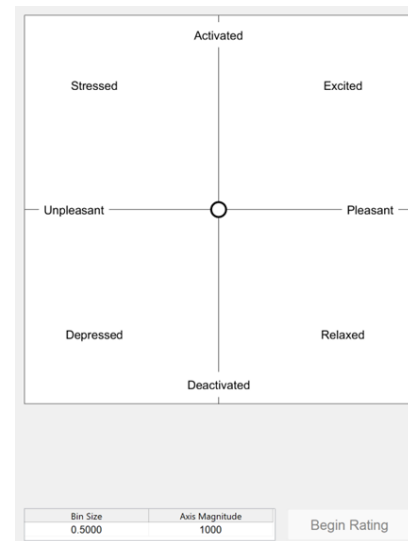 Activated
Stressed Excited
Unpleasant Pleasant
Depressed Relaxed
Deactivated
Bin Size Axis Magnitude
0.5000 1000
Begin Rating